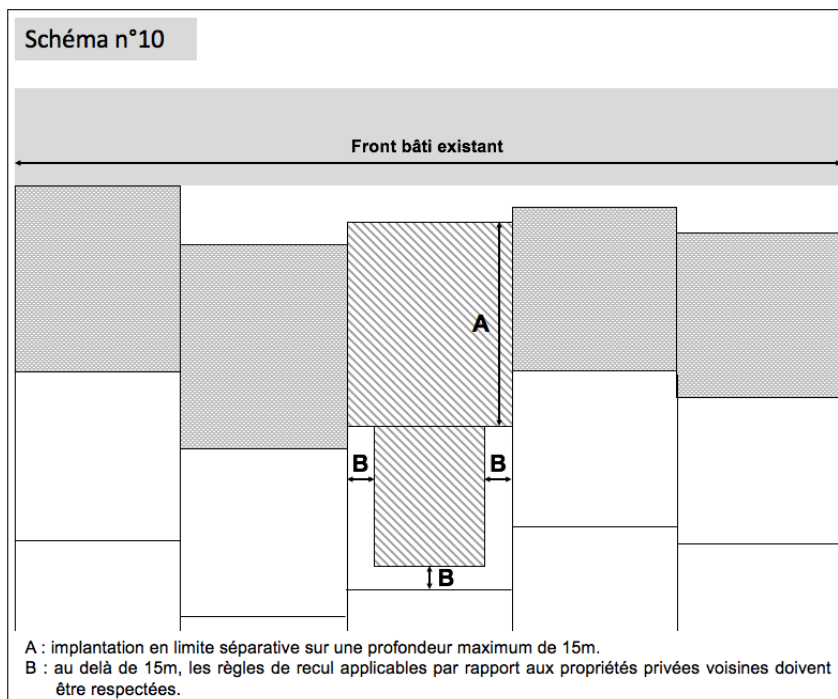 Schéma n°10
Front bâti existant
A
B
B
B
A : implantation en limite séparative sur une profondeur maximum de 15m.
B : au delà de 15m, les règles de recul applicables par rapport aux propriétés privées voisines doivent
être respectées.